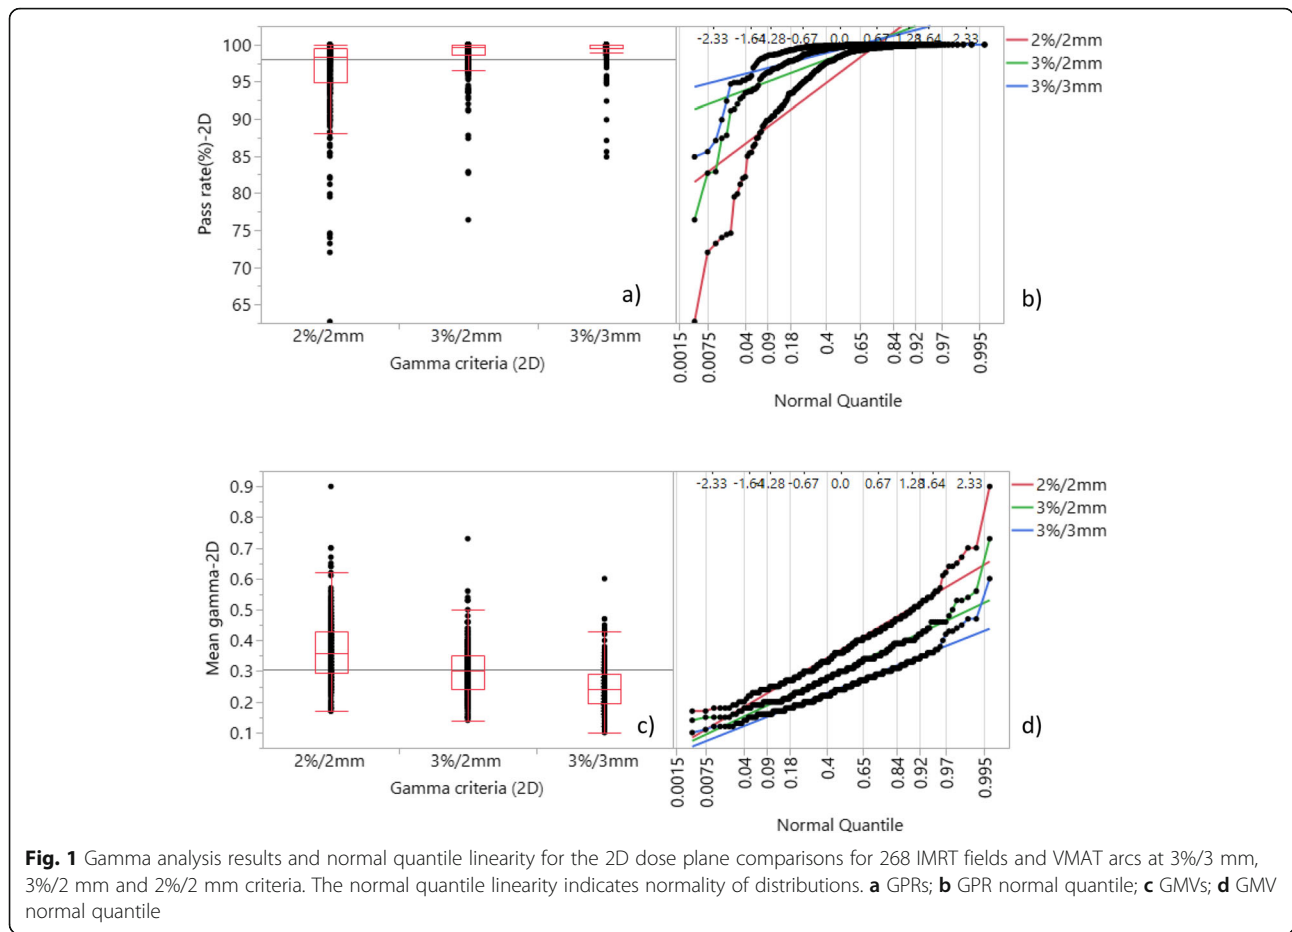 100
95
90
85
80
75
70
65
Pass rate(%)-2D
2%/2mm 3%/2mm 3%/3mm
Gamma criteria (2D)
a)
-2.33 -1.64 -1.28 -0.67 0.0 0.67 1.28 1.64 2.33
b)
0.0015 0.0075 0.04 0.09 0.18 0.4 0.65 0.84 0.92 0.97 0.995
Normal Quantile
2%/2mm
3%/2mm
3%/3mm
0.9
0.8
0.7
0.6
0.5
0.4
0.3
0.2
0.1
Mean gamma-2D
2%/2mm 3%/2mm 3%/3mm
Gamma criteria (2D)
c)
-2.33 -1.64 -1.28 -0.67 0.0 0.67 1.28 1.64 2.33
d)
0.0015 0.0075 0.04 0.09 0.18 0.4 0.65 0.84 0.92 0.97 0.995
Normal Quantile
2%/2mm
3%/2mm
3%/3mm
Fig. 1 Gamma analysis results and normal quantile linearity for the 2D dose plane comparisons for 268 IMRT fields and VMAT arcs at 3%/3 mm,
3%/2 mm and 2%/2 mm criteria. The normal quantile linearity indicates normality of distributions. a GPRs; b GPR normal quantile; c GMVs; d GMV
normal quantile